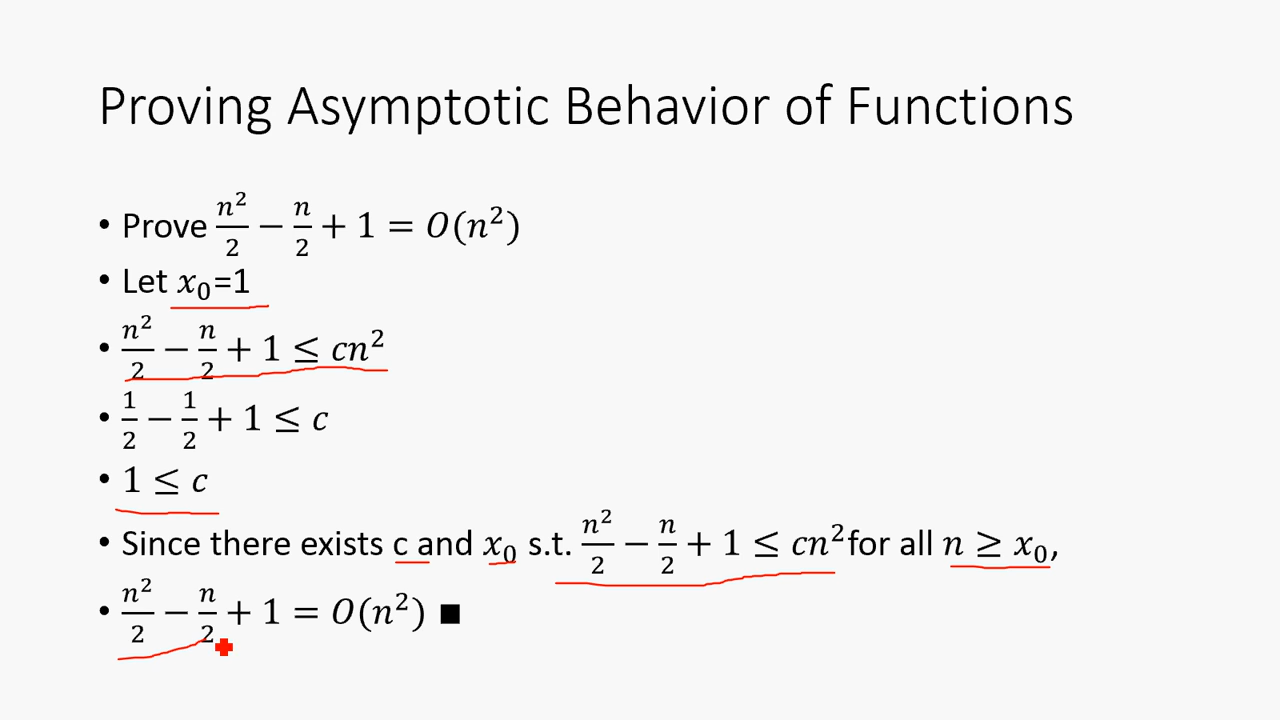 Proving Asymptotic Behavior of Functions
• Prove n²/2 − n/2 + 1 = O(n²)
• Let x₀=1
• n²/2 − n/2 + 1 ≤ cn²
• 1/2 − 1/2 + 1 ≤ c
• 1 ≤ c
• Since there exists c and x₀ s.t. n²/2 − n/2 + 1 ≤ cn² for all n ≥ x₀,
• n²/2 − n/2 + 1 = O(n²) ■